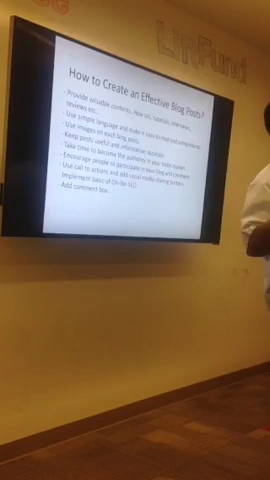 LinFund
How to Create an Effective Blog Posts?
- Provide valuable contents, How tos, tutorials, interviews,
reviews etc...
- Use simple language and make it easy to read and
- Use images on each blog posts.
- Keep posts useful and information accurate.
- Take time to become the authority in your niche market.
- Encourage people to participate in your blog and comment.
- Use call to actions and add social media sharing buttons.
- Implement basic of On-Site SEO
- Add comment box.